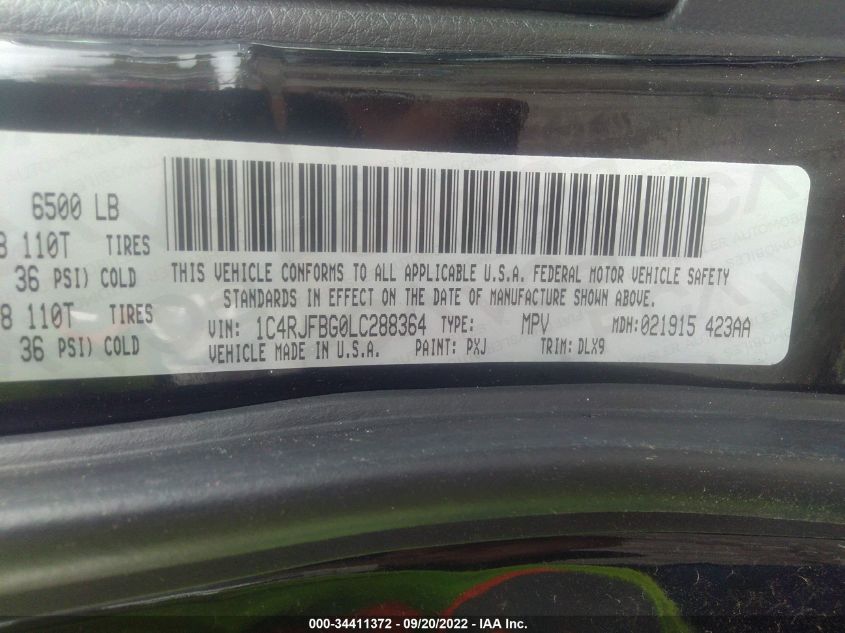 6500 LB
8 110T TIRES
36 PSI) COLD
8 110T TIRES
36 PSI) COLD
THIS VEHICLE CONFORMS TO ALL APPLICABLE U.S.A. FEDERAL MOTOR VEHICLE SAFETY
STANDARDS IN EFFECT ON THE DATE OF MANUFACTURE SHOWN ABOVE.
VIN: 1C4RJFBG0LC288364 TYPE: MPV MDH:021915 423AA
VEHICLE MADE IN U.S.A. PAINT: PXJ TRIM: DLX9
000-34411372 - 09/20/2022 - IAA Inc.